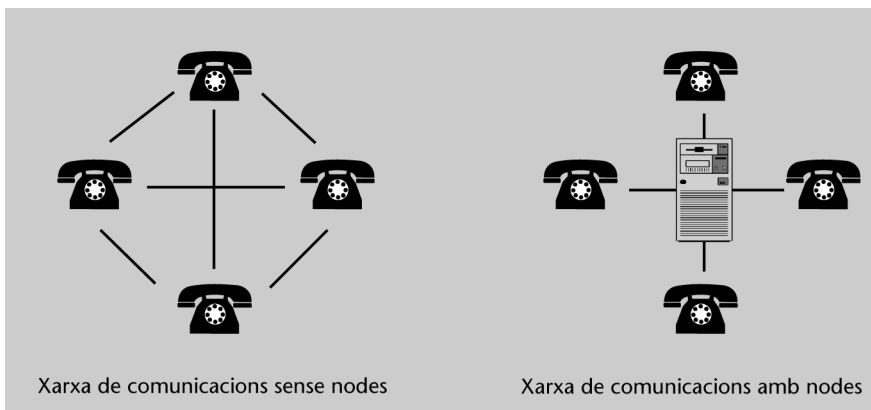 Xarxa de comunicacions sense nodes
Xarxa de comunicacions amb nodes